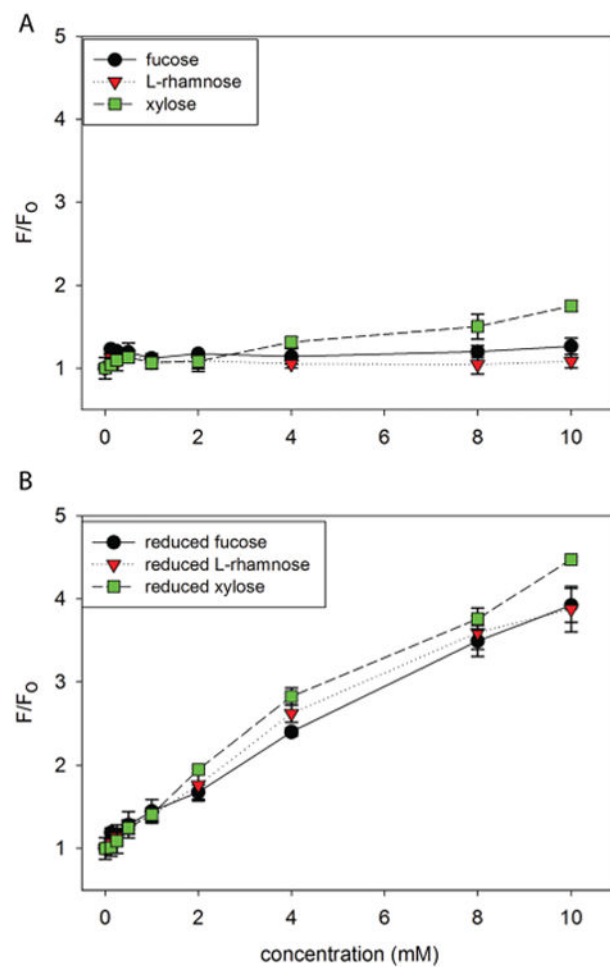 A
5
4
3
2
1
F/FO
fucose
L-rhamnose
xylose
0 2 4 6 8 10
B
5
4
3
2
1
F/FO
reduced fucose
reduced L-rhamnose
reduced xylose
0 2 4 6 8 10
concentration (mM)